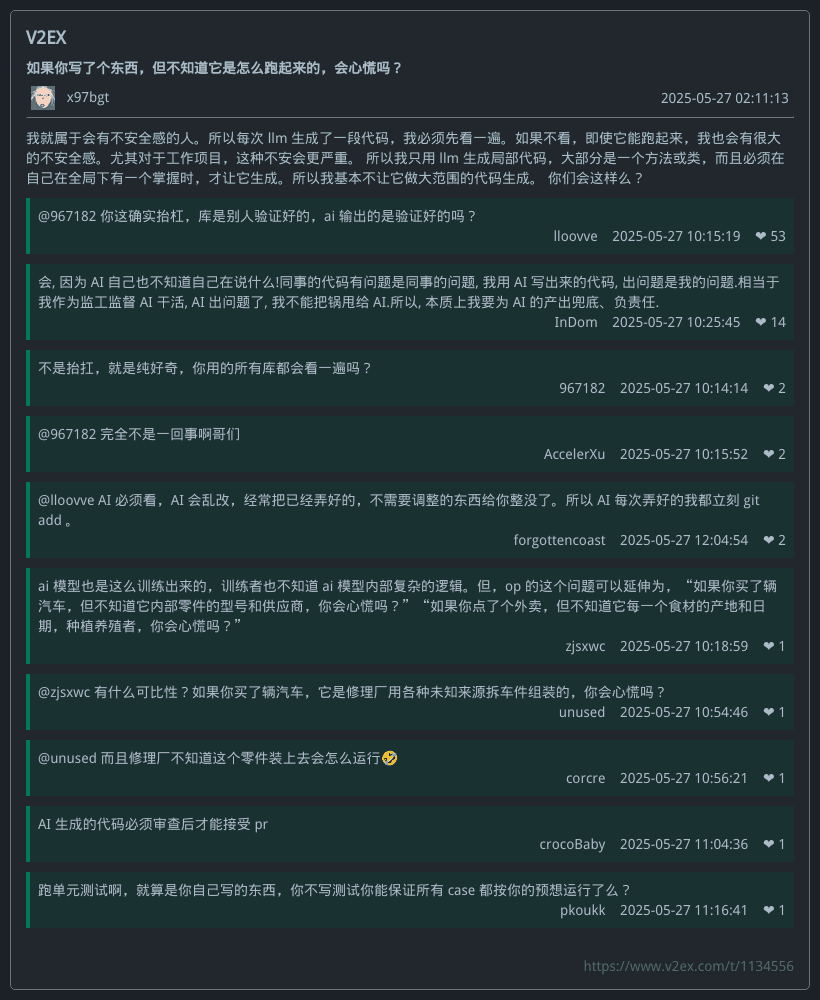 V2EX
如果你写了个东西，但不知道它是怎么跑起来的，会心慌吗？
x97bgt 2025-05-27 02:11:13
我就属于会有不安全感的人。所以每次 llm 生成了一段代码，我必须先看一遍。如果不看，即使它能跑起来，我也会有很大
的不安全感。尤其对于工作项目，这种不安会更严重。 所以我只用 llm 生成局部代码，大部分是一个方法或类，而且必须在
自己在全局下有一个掌握时，才让它生成。所以我基本不让它做大范围的代码生成。 你们会这样么？
@967182 你这确实抬杠，库是别人验证好的，ai 输出的是验证好的吗？
lloovve 2025-05-27 10:15:19 ❤ 53
会, 因为 AI 自己也不知道自己在说什么!同事的代码有问题是同事的问题, 我用 AI 写出来的代码, 出问题是我的问题.相当于
我作为监工监督 AI 干活, AI 出问题了, 我不能把锅甩给 AI.所以, 本质上我要为 AI 的产出兜底、负责任.
InDom 2025-05-27 10:25:45 ❤ 14
不是抬扛，就是纯好奇，你用的所有库都会看一遍吗？
967182 2025-05-27 10:14:14 ❤ 2
@967182 完全不是一回事啊哥们
AccelerXu 2025-05-27 10:15:52 ❤ 2
@lloovve AI 必须看，AI 会乱改，经常把已经弄好的，不需要调整的东西给你整没了。所以 AI 每次弄好的我都立刻 git
add 。
forgottencoast 2025-05-27 12:04:54 ❤ 2
ai 模型也是这么训练出来的，训练者也不知道 ai 模型内部复杂的逻辑。但，op 的这个问题可以延伸为，“如果你买了辆
汽车，但不知道它内部零件的型号和供应商，你会心慌吗？”“如果你点了个外卖，但不知道它每一个食材的产地和日
期，种植养殖者，你会心慌吗？”
zjsxwc 2025-05-27 10:18:59 ❤ 1
@zjsxwc 有什么可比性？如果你买了辆汽车，它是修理厂用各种未知来源拆车件组装的，你会心慌吗？
unused 2025-05-27 10:54:46 ❤ 1
@unused 而且修理厂不知道这个零件装上去会怎么运行🤣
corcre 2025-05-27 10:56:21 ❤ 1
AI 生成的代码必须审查后才能接受 pr
crocoBaby 2025-05-27 11:04:36 ❤ 1
跑单元测试啊，就算是你自己写的东西，你不写测试你能保证所有 case 都按你的预想运行了么？
pkoukk 2025-05-27 11:16:41 ❤ 1
https://www.v2ex.com/t/1134556